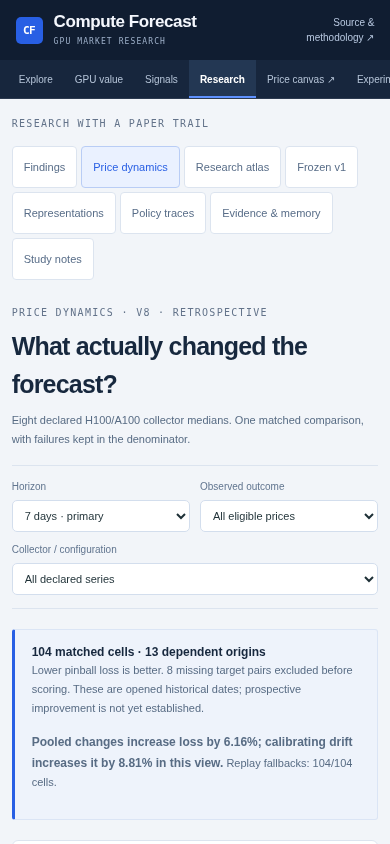 CF
Compute Forecast
GPU MARKET RESEARCH
Source &
methodology ↗
Explore GPU value Signals Research Price canvas ↗
RESEARCH WITH A PAPER TRAIL
Findings Price dynamics Research atlas Frozen v1
Representations Policy traces Evidence & memory
Study notes
PRICE DYNAMICS · V8 · RETROSPECTIVE
What actually changed the
forecast?
Eight declared H100/A100 collector medians. One matched comparison,
with failures kept in the denominator.
Horizon Observed outcome
7 days · primary All eligible prices
Collector / configuration
All declared series
104 matched cells · 13 dependent origins
Lower pinball loss is better. 8 missing target pairs excluded before
scoring. These are opened historical dates; prospective
improvement is not yet established.
Pooled changes increase loss by 6.16%; calibrating drift
increases it by 8.81% in this view. Replay fallbacks: 104/104
cells.